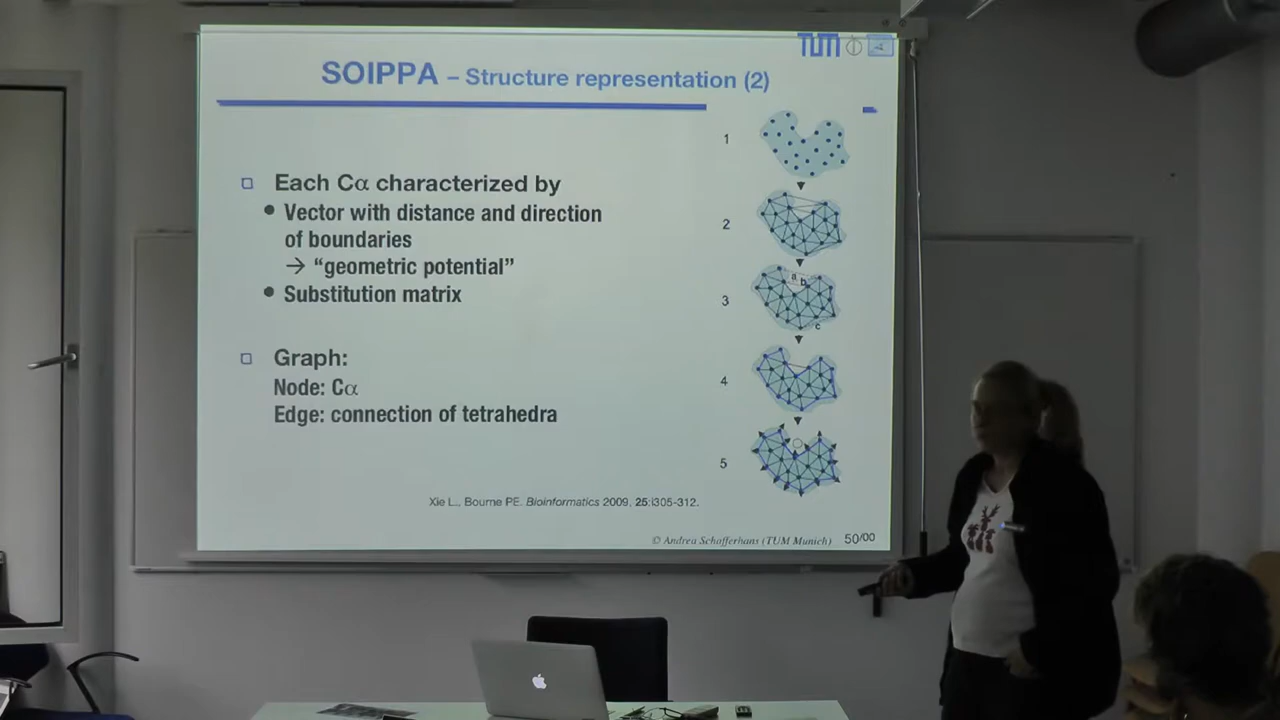 TUM
SOIPPA – Structure representation (2)
Each Cα characterized by
Vector with distance and direction
of boundaries
→ “geometric potential”
Substitution matrix
Graph:
Node: Cα
Edge: connection of tetrahedra
1
2
3
a
b
c
4
5
Xie L., Bourne PE. Bioinformatics 2009, 25:i305-312.
© Andrea Schafferhans (TUM Munich)
50/00